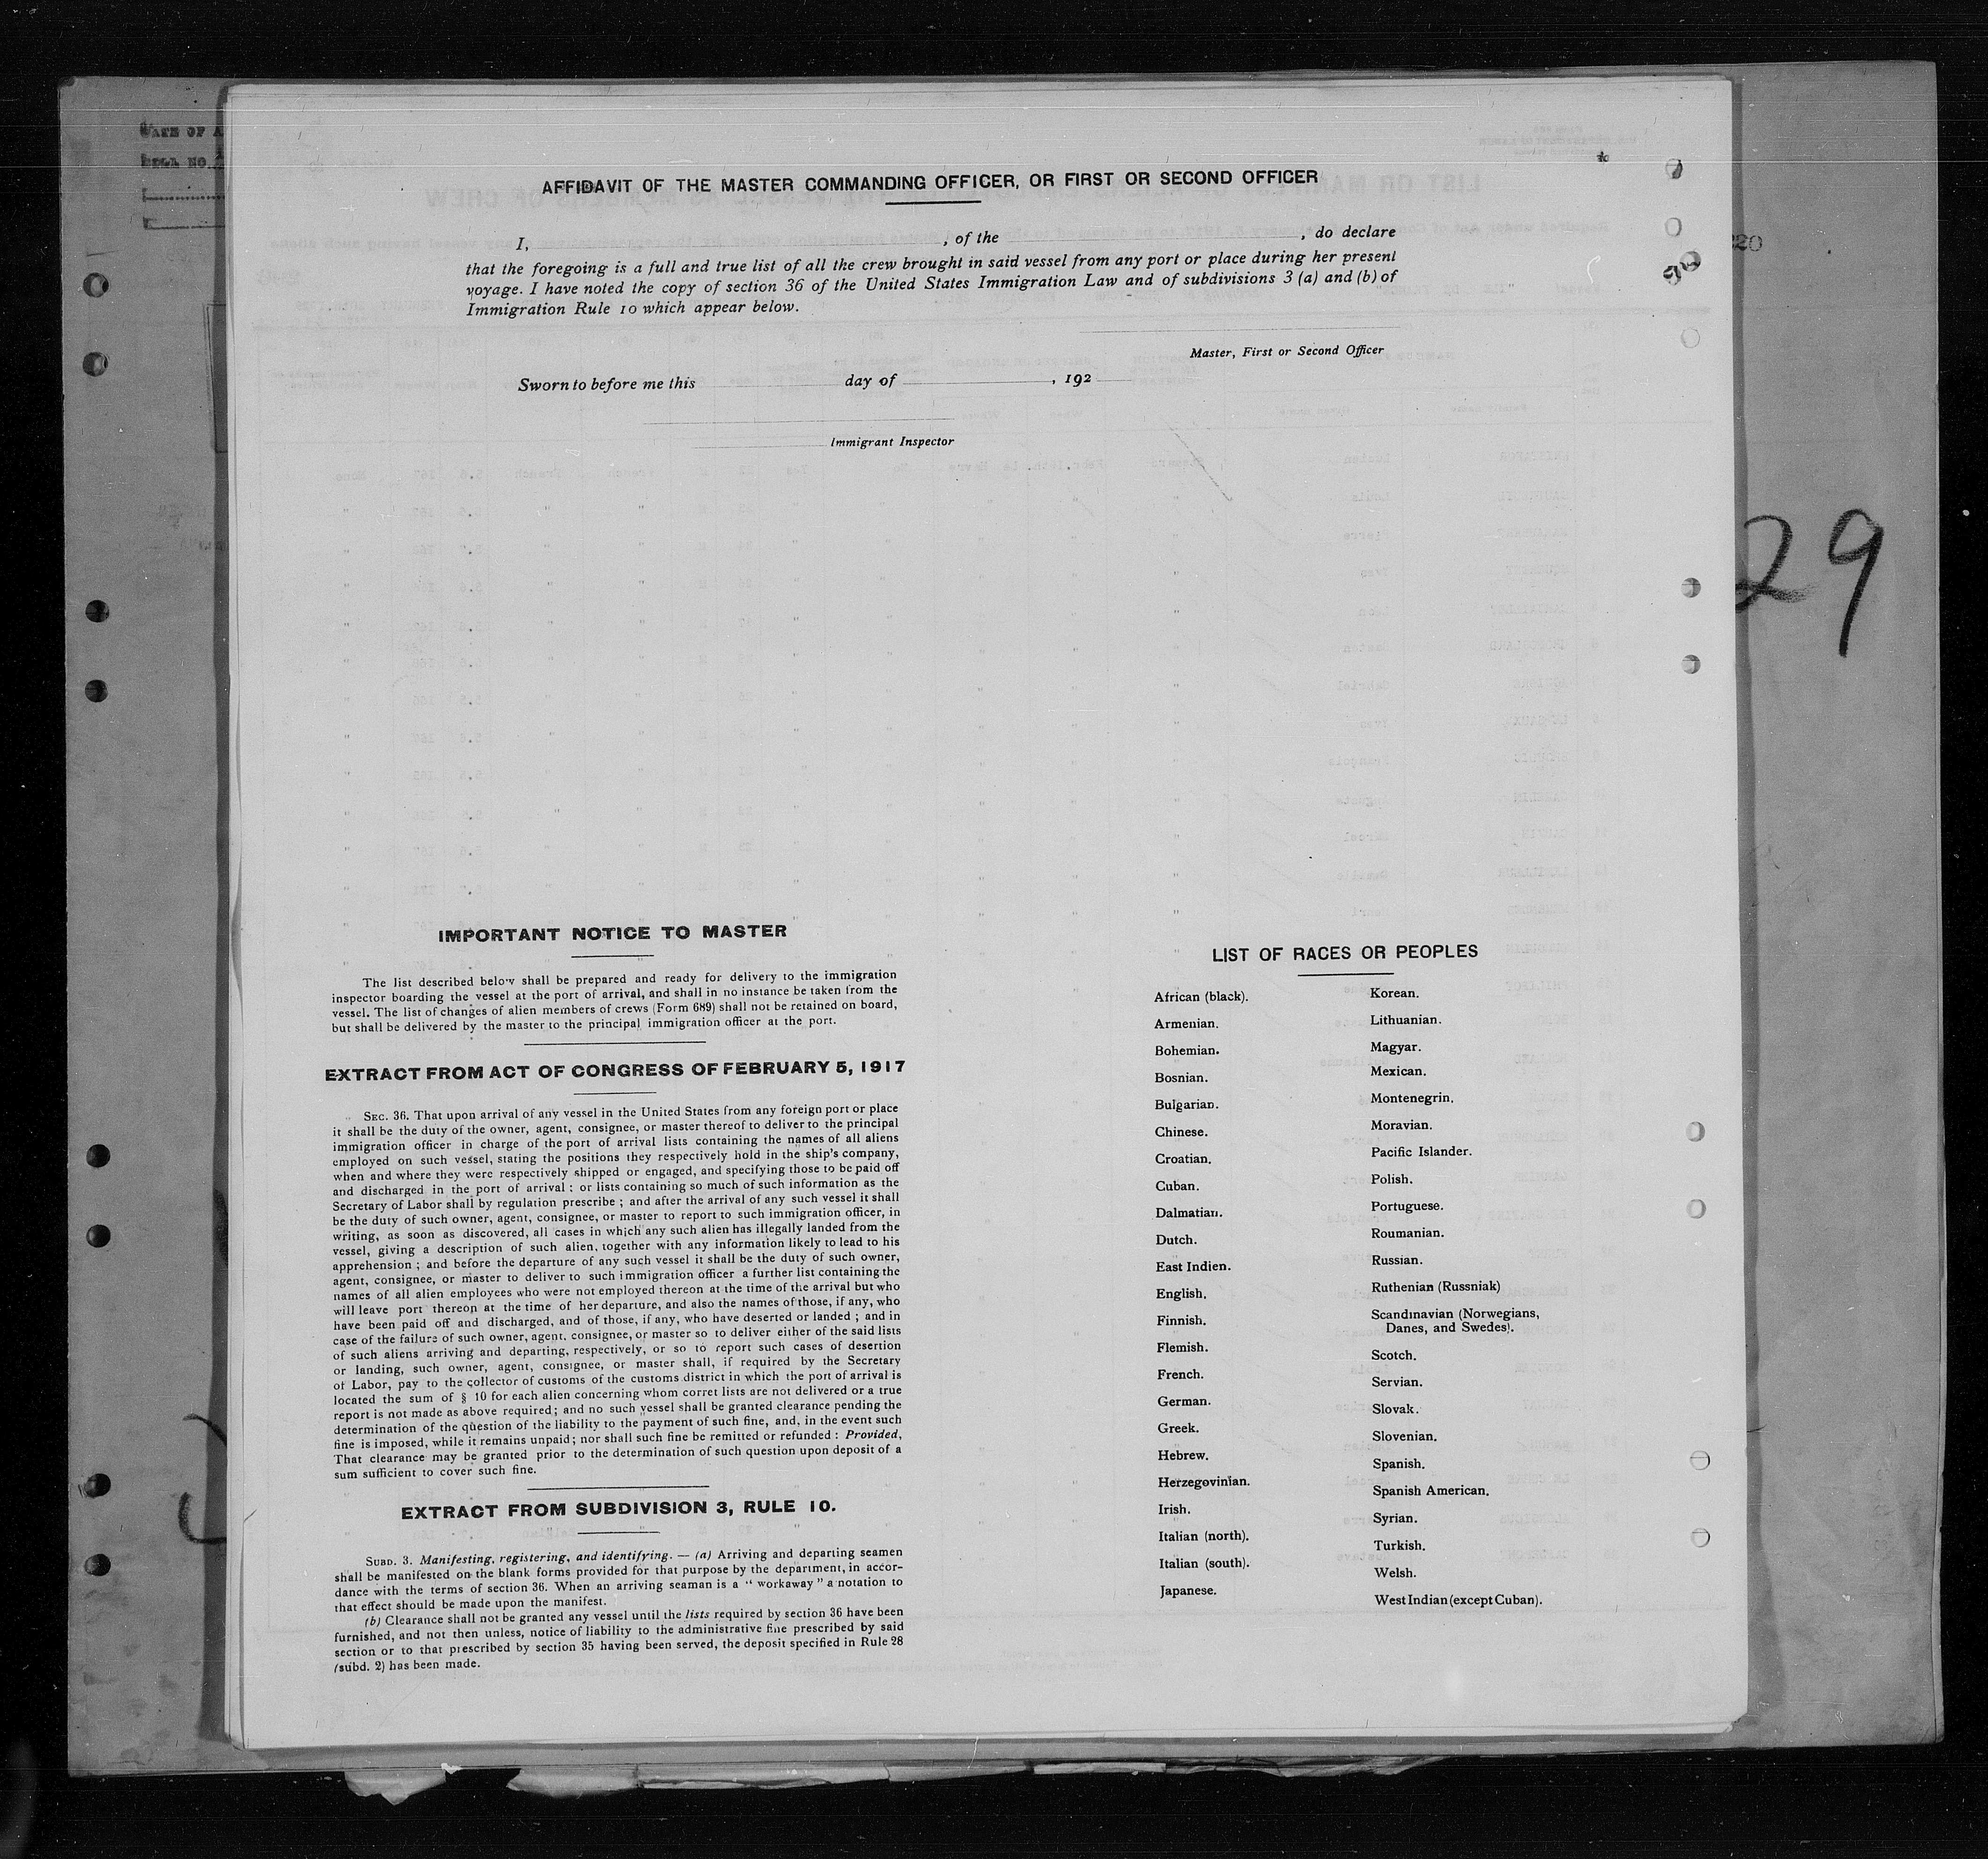 AFFIDAVIT OF THE MASTER COMMANDING OFFICER, OR FIRST OR SECOND OFFICER
I, , of the , do declare
that the foregoing is a full and true list of all the crew brought in said vessel from any port or place during her present
voyage. I have noted the copy of section 36 of the United States Immigration Law and of subdivisions 3 (a) and (b) of
Immigration Rule 10 which appear below.
Master, First or Second Officer
Sworn to before me this day of , 192
Immigrant Inspector
IMPORTANT NOTICE TO MASTER
The list described below shall be prepared and ready for delivery to the immigration
inspector boarding the vessel at the port of arrival, and shall in no instance be taken from the
vessel. The list of changes of alien members of crews (Form 689) shall not be retained on board,
but shall be delivered by the master to the principal immigration officer at the port.
EXTRACT FROM ACT OF CONGRESS OF FEBRUARY 5, 1917
SEC. 36. That upon arrival of any vessel in the United States from any foreign port or place
it shall be the duty of the owner, agent, consignee, or master thereof to deliver to the principal
immigration officer in charge of the port of arrival lists containing the names of all aliens
employed on such vessel, stating the positions they respectively hold in the ship's company,
when and where they were respectively shipped or engaged, and specifying those to be paid off
and discharged in the port of arrival ; or lists containing so much of such information as the
Secretary of Labor shall by regulation prescribe ; and after the arrival of any such vessel it shall
be the duty of such owner, agent, consignee, or master to report to such immigration officer, in
writing, as soon as discovered, all cases in which any such alien has illegally landed from the
vessel, giving a description of such alien, together with any information likely to lead to his
apprehension ; and before the departure of any such vessel it shall be the duty of such owner,
agent, consignee, or master to deliver to such immigration officer a further list containing the
names of all alien employees who were not employed thereon at the time of the arrival but who
will leave port thereon at the time of her departure, and also the names of those, if any, who
have been paid off and discharged, and of those, if any, who have deserted or landed ; and in
case of the failure of such owner, agent, consignee, or master so to deliver either of the said lists
of such aliens arriving and departing, respectively, or so to report such cases of desertion
or landing, such owner, agent, consignee, or master shall, if required by the Secretary
of Labor, pay to the collector of customs of the customs district in which the port of arrival is
located the sum of § 10 for each alien concerning whom corret lists are not delivered or a true
report is not made as above required; and no such vessel shall be granted clearance pending the
determination of the question of the liability to the payment of such fine, and, in the event such
fine is imposed, while it remains unpaid; nor shall such fine be remitted or refunded : Provided,
That clearance may be granted prior to the determination of such question upon deposit of a
sum sufficient to cover such fine.
EXTRACT FROM SUBDIVISION 3, RULE 10.
SUBD. 3. Manifesting, registering, and identifying. — (a) Arriving and departing seamen
shall be manifested on the blank forms provided for that purpose by the department, in accor-
dance with the terms of section 36. When an arriving seaman is a " workaway " a notation to
that effect should be made upon the manifest.
(b) Clearance shall not be granted any vessel until the lists required by section 36 have been
furnished, and not then unless, notice of liability to the administrative fine prescribed by said
section or to that prescribed by section 35 having been served, the deposit specified in Rule 28
(subd. 2) has been made.
LIST OF RACES OR PEOPLES
African (black).
Armenian.
Bohemian.
Bosnian.
Bulgarian.
Chinese.
Croatian.
Cuban.
Dalmatian.
Dutch.
East Indien.
English.
Finnish.
Flemish.
French.
German.
Greek.
Hebrew.
Herzegovinian.
Irish.
Italian (north).
Italian (south).
Japanese.
Korean.
Lithuanian.
Magyar.
Mexican.
Montenegrin.
Moravian.
Pacific Islander.
Polish.
Portuguese.
Roumanian.
Russian.
Ruthenian (Russniak)
Scandinavian (Norwegians,
Danes, and Swedes).
Scotch.
Servian.
Slovak.
Slovenian.
Spanish.
Spanish American.
Syrian.
Turkish.
Welsh.
West Indian (except Cuban).
29